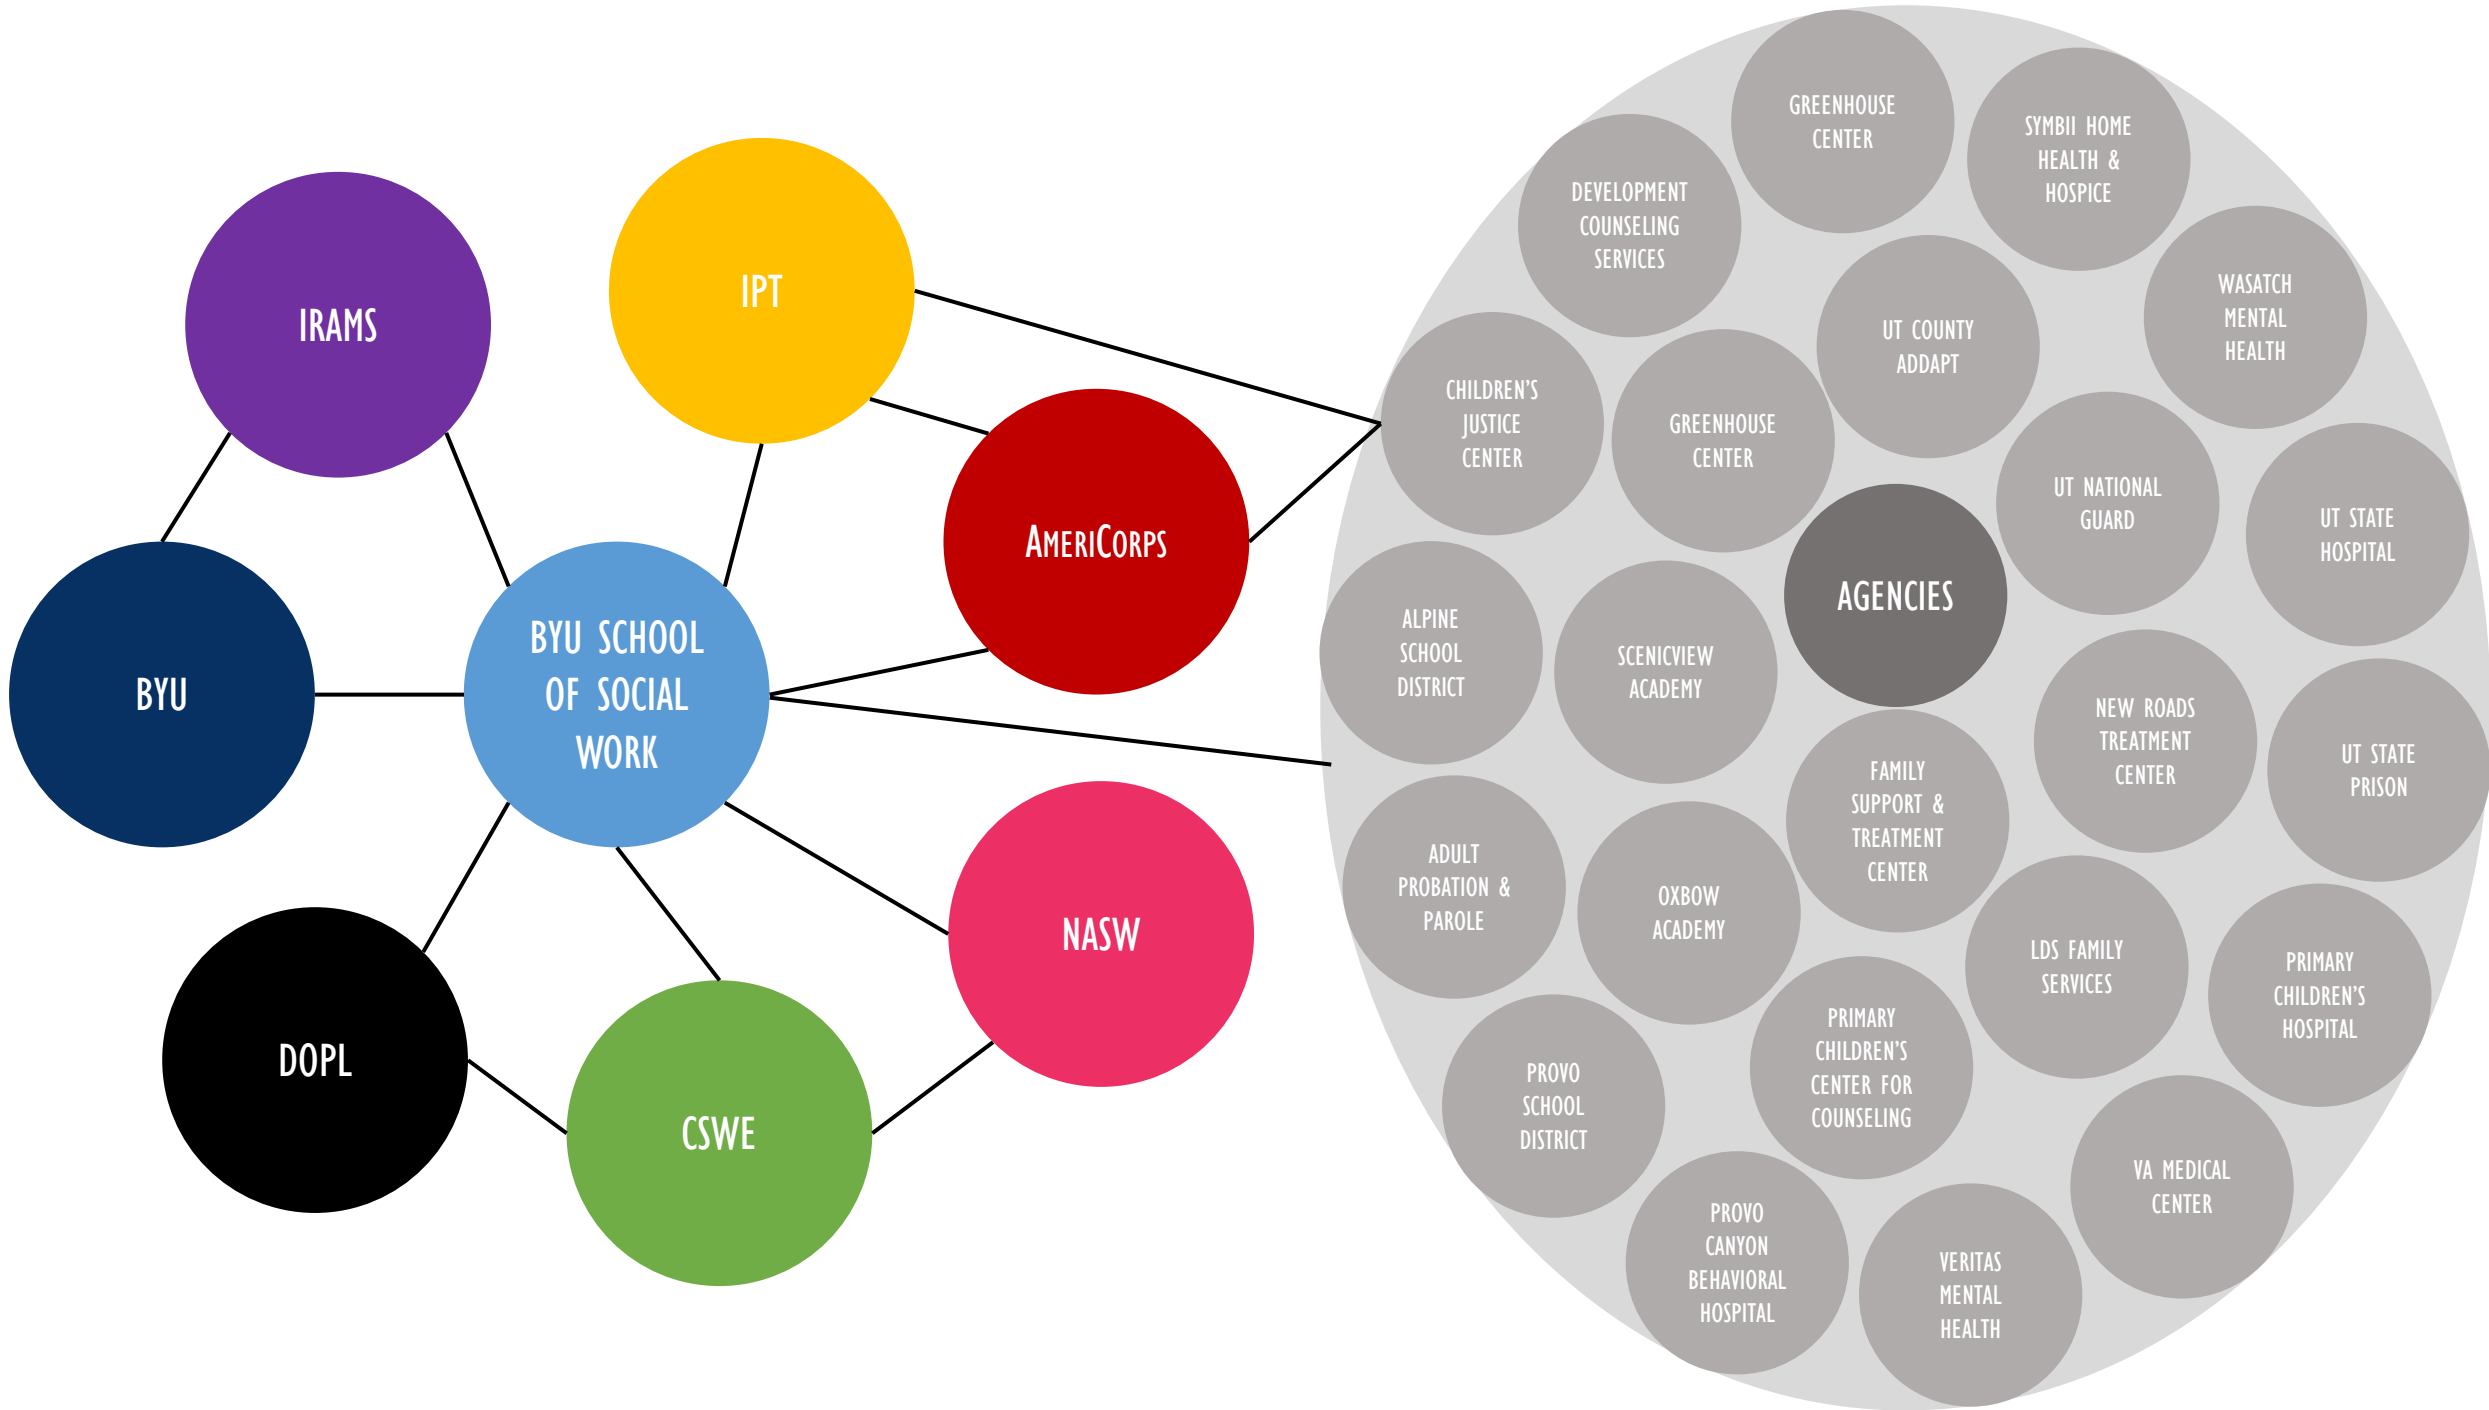 IRAMS
IPT
AMERICORPS
BYU
BYU SCHOOL
OF SOCIAL
WORK
DOPL
CSWE
NASW
GREENHOUSE
CENTER
SYMBII HOME
HEALTH &
HOSPICE
DEVELOPMENT
COUNSELING
SERVICES
WASATCH
MENTAL
HEALTH
UT COUNTY
ADDAPT
CHILDREN'S
JUSTICE
CENTER
GREENHOUSE
CENTER
UT NATIONAL
GUARD
UT STATE
HOSPITAL
AGENCIES
ALPINE
SCHOOL
DISTRICT
SCENICVIEW
ACADEMY
NEW ROADS
TREATMENT
CENTER
UT STATE
PRISON
FAMILY
SUPPORT &
TREATMENT
CENTER
ADULT
PROBATION &
PAROLE
OXBOW
ACADEMY
LDS FAMILY
SERVICES
PRIMARY
CHILDREN'S
HOSPITAL
PRIMARY
CHILDREN'S
CENTER FOR
COUNSELING
PROVO
SCHOOL
DISTRICT
VA MEDICAL
CENTER
PROVO
CANYON
BEHAVIORAL
HOSPITAL
VERITAS
MENTAL
HEALTH